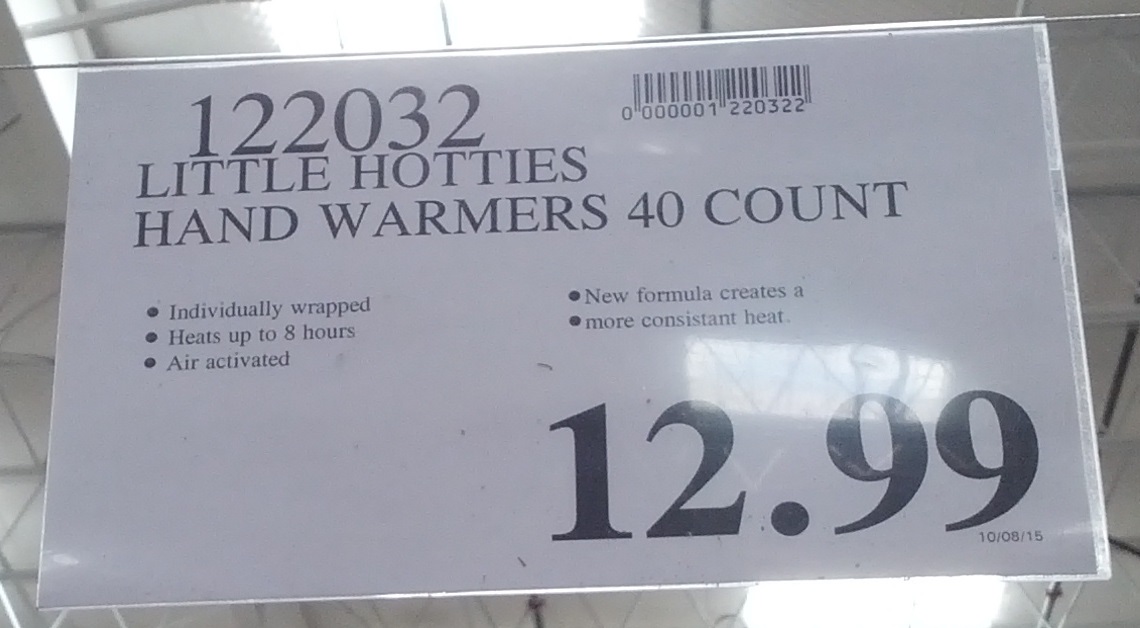 122032
0 000001 220322
LITTLE HOTTIES
HAND WARMERS 40 COUNT
● Individually wrapped
● Heats up to 8 hours
● Air activated
● New formula creates a
● more consistant heat.
12.99
10/08/15